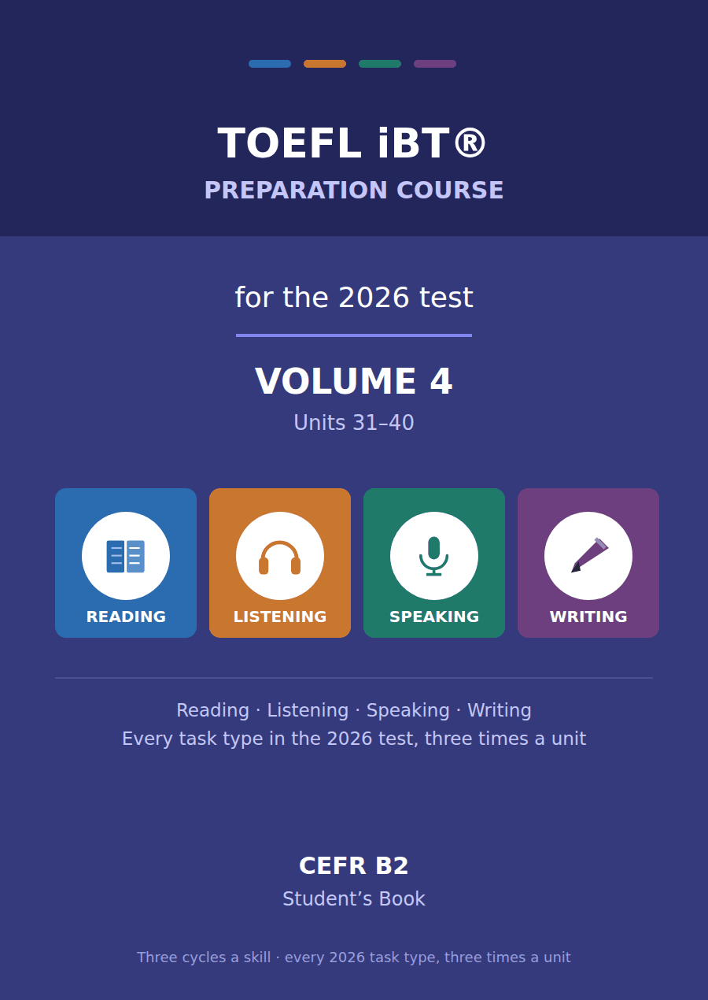 TOEFL iBT®
PREPARATION COURSE
for the 2026 test
VOLUME 4
Units 31–40
READING
LISTENING
SPEAKING
WRITING
Reading · Listening · Speaking · Writing
Every task type in the 2026 test, three times a unit
CEFR B2
Student’s Book
Three cycles a skill · every 2026 task type, three times a unit